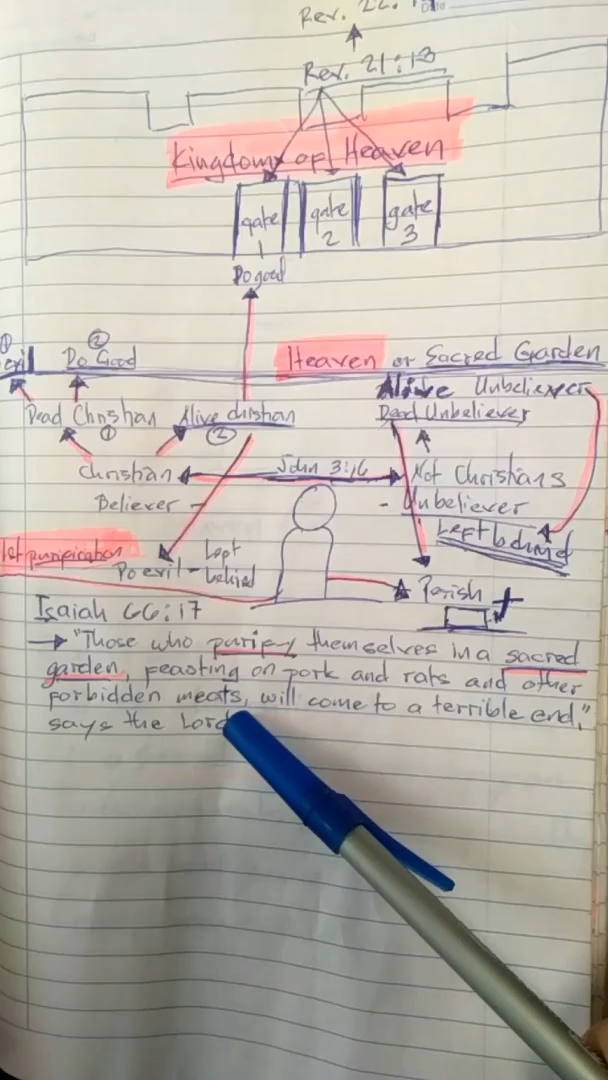 Rev. 22:
Rev. 21:13
Kingdom of Heaven
gate
1
gate
2
gate
3
Do good
①
②
evil
Do Good
Heaven or Sacred Garden
Alive Unbeliever
Dead Christian
①
Alive christian
②
Dead Unbeliever
Christian
John 3:16
Not Christians
Believer -
- Unbeliever
Left behind
1st purification
Do evil - Left
behind
Perish
Isaiah 66:17
"Those who purify themselves in a sacred
garden, feasting on pork and rats and other
forbidden meats, will come to a terrible end,"
says the Lord